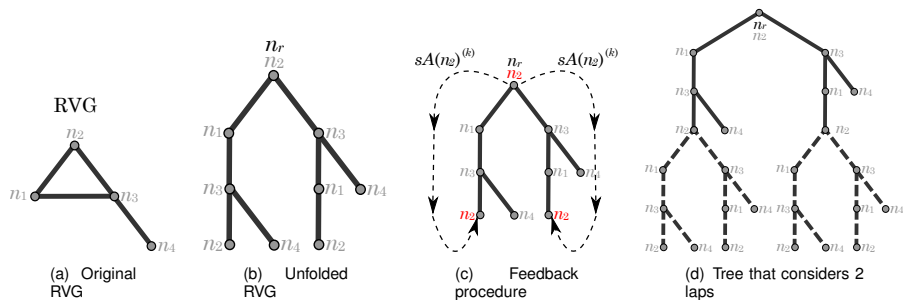 RVG
n₂
n₁ n₃
n₄
(a) Original
RVG
nᵣ
n₂
n₁ n₃
n₃ n₁ n₄
n₂ n₄ n₂
(b) Unfolded
RVG
sA(n₂)⁽ᵏ⁾ nᵣ sA(n₂)⁽ᵏ⁾
n₂
n₁ n₃
n₃ n₁ n₄
n₂ n₄ n₂
(c) Feedback
procedure
nᵣ
n₂
n₁ n₃
n₃ n₁ n₄
n₂ n₄ n₂
n₁ n₃ n₁ n₃
n₃ n₁ n₄ n₃ n₁ n₄
n₂ n₄ n₂ n₂ n₄ n₂
(d) Tree that considers 2
laps